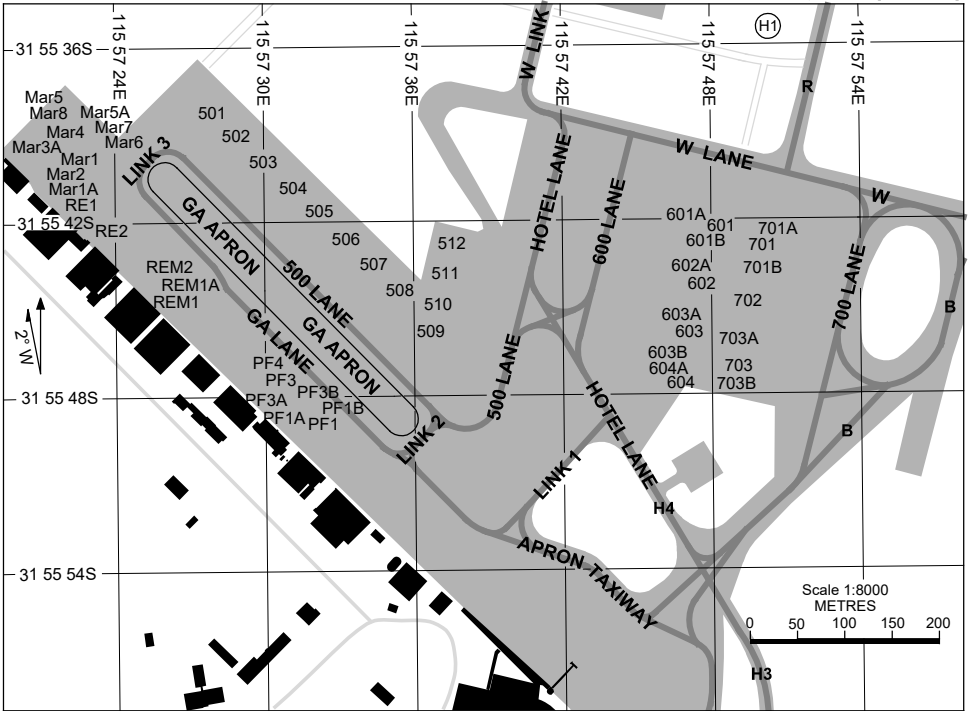 115 57 24E
115 57 30E
115 57 36E
115 57 42E
115 57 48E
115 57 54E
H1
31 55 36S
W LINK
R
Mar5
Mar8
Mar5A
Mar7
Mar4
Mar6
Mar3A
Mar1
Mar2
Mar1A
RE1
31 55 42S
RE2
LINK 3
501
502
503
504
505
506
507
508
509
510
511
512
W LANE
W
HOTEL LANE
600 LANE
601A
601
601B
602A
602
603A
603
603B
604A
604
701A
701
701B
702
703A
703
703B
700 LANE
B
GA APRON
500 LANE
REM2
REM1A
REM1
GA LANE
GA APRON
2° W
PF4
PF3
PF3B
PF3A
PF1B
PF1A
PF1
31 55 48S
LINK 2
500 LANE
HOTEL LANE
B
LINK 1
H4
APRON TAXIWAY
31 55 54S
Scale 1:8000
METRES
0 50 100 150 200
H3